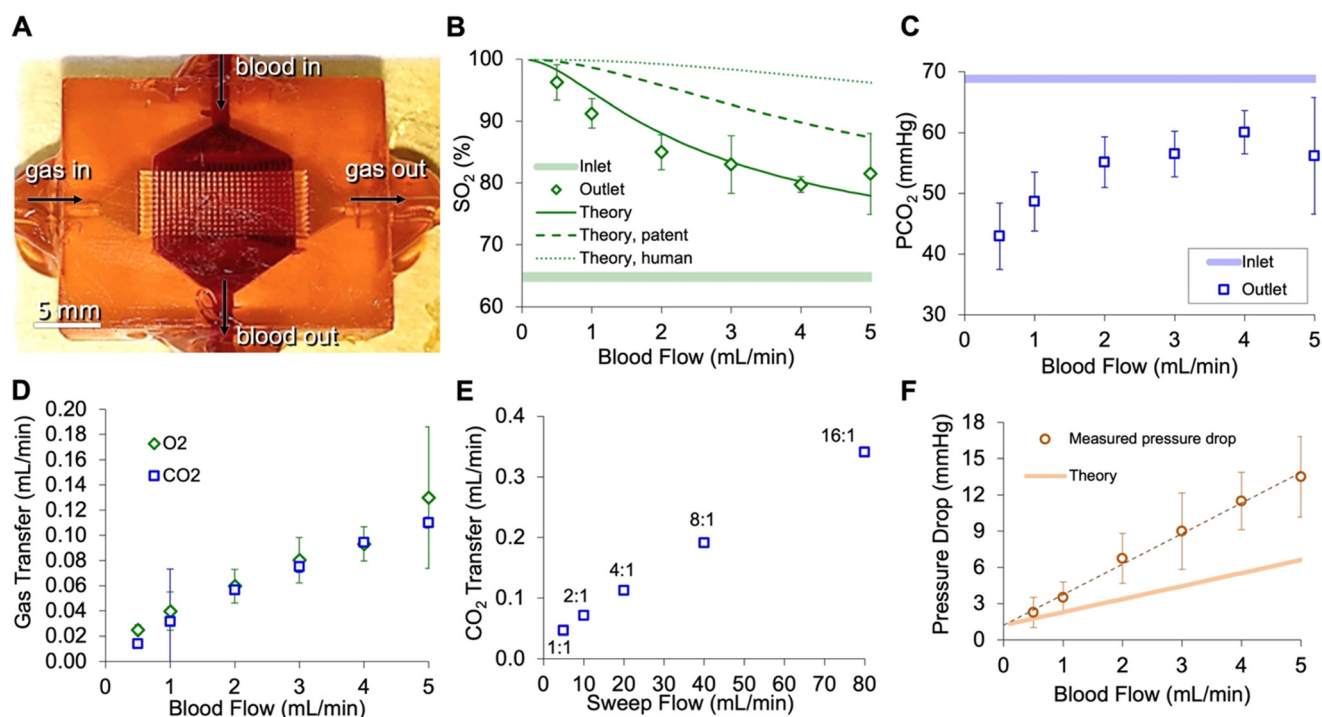 A
blood in
gas in
gas out
5 mm
blood out
B
SO2 (%)
100
90
80
70
60
Inlet
Outlet
Theory
Theory, patent
Theory, human
0 1 2 3 4 5
Blood Flow (mL/min)
C
PCO2 (mmHg)
70
60
50
40
30
Inlet
Outlet
0 1 2 3 4 5
Blood Flow (mL/min)
D
Gas Transfer (mL/min)
0.20
0.18
0.16
0.14
0.12
0.10
0.08
0.06
0.04
0.02
0.00
O2
CO2
0 1 2 3 4 5
Blood Flow (mL/min)
E
CO2 Transfer (mL/min)
0.4
0.3
0.2
0.1
0.0
16:1
8:1
4:1
2:1
1:1
0 10 20 30 40 50 60 70 80
Sweep Flow (mL/min)
F
Pressure Drop (mmHg)
18
15
12
9
6
3
0
Measured pressure drop
Theory
0 1 2 3 4 5
Blood Flow (mL/min)